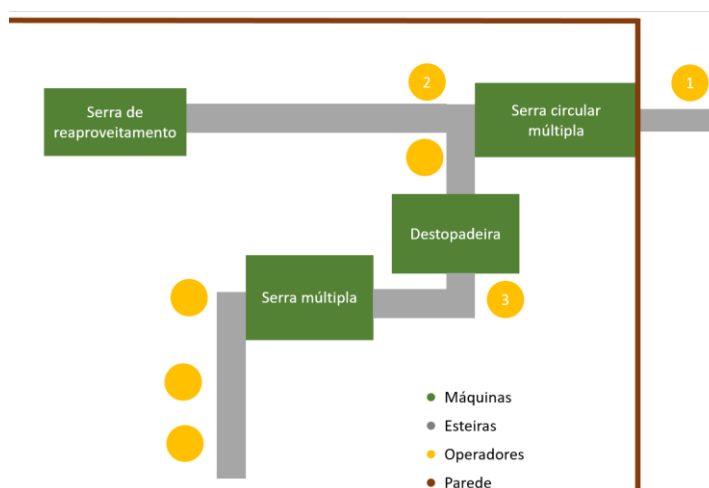 2
1
Serra de
reaproveitamento
Serra circular
múltipla
Destopadeira
Serra múltipla
3
Máquinas
Esteiras
Operadores
Parede